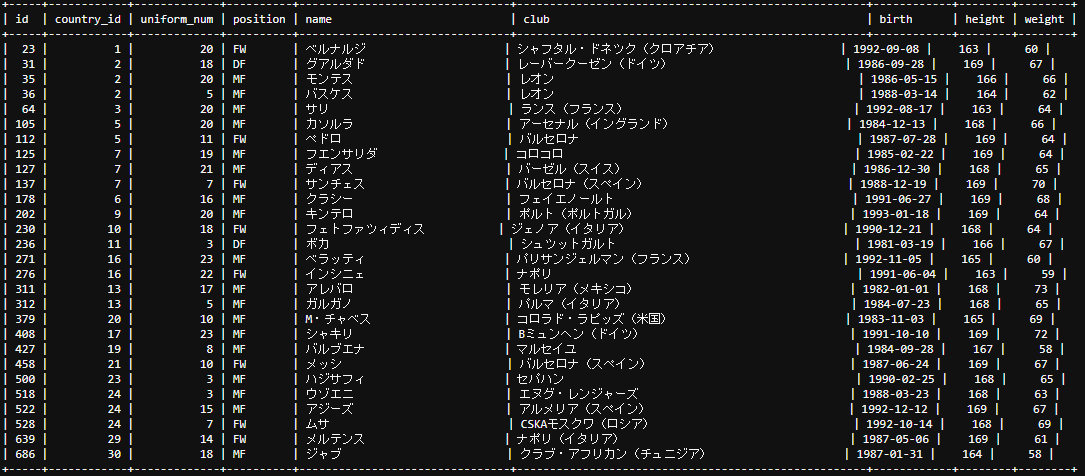 | id | country_id | uniform_num | position | name | club | birth | height | weight |
| 23 | 1 | 20 | FW | ベルナルジ | シャフタル・ドネツク（クロアチア） | 1992-09-08 | 163 | 60 |
| 31 | 2 | 18 | DF | グアルダド | レーバークーゼン（ドイツ） | 1986-09-28 | 169 | 67 |
| 35 | 2 | 20 | MF | モンテス | レオン | 1986-05-15 | 166 | 66 |
| 36 | 2 | 5 | MF | バスケス | レオン | 1988-03-14 | 164 | 62 |
| 64 | 3 | 20 | MF | サリ | ランス（フランス） | 1992-08-17 | 163 | 64 |
| 105 | 5 | 20 | MF | カソルラ | アーセナル（イングランド） | 1984-12-13 | 168 | 66 |
| 112 | 5 | 11 | FW | ペドロ | バルセロナ | 1987-07-28 | 169 | 64 |
| 125 | 7 | 19 | MF | フエンサリダ | コロコロ | 1985-02-22 | 169 | 64 |
| 127 | 7 | 21 | MF | ディアス | バーゼル（スイス） | 1986-12-30 | 168 | 65 |
| 137 | 7 | 7 | FW | サンチェス | バルセロナ（スペイン） | 1988-12-19 | 169 | 70 |
| 178 | 6 | 16 | MF | クラシー | フェイエノールト | 1991-06-27 | 169 | 68 |
| 202 | 9 | 20 | MF | キンテロ | ポルト（ポルトガル） | 1993-01-18 | 169 | 64 |
| 230 | 10 | 18 | FW | フェトファツィディス | ジェノア（イタリア） | 1990-12-21 | 168 | 64 |
| 236 | 11 | 3 | DF | ボカ | シュツットガルト | 1981-03-19 | 166 | 67 |
| 271 | 16 | 23 | MF | ベラッティ | パリサンジェルマン（フランス） | 1992-11-05 | 165 | 60 |
| 276 | 16 | 22 | FW | インシニェ | ナポリ | 1991-06-04 | 163 | 59 |
| 311 | 13 | 17 | MF | アレバロ | モレリア（メキシコ） | 1982-01-01 | 168 | 73 |
| 312 | 13 | 5 | MF | ガルガノ | パルマ（イタリア） | 1984-07-23 | 168 | 65 |
| 379 | 20 | 10 | MF | M・チャベス | コロラド・ラピッズ（米国） | 1983-11-03 | 165 | 69 |
| 408 | 17 | 23 | MF | シャキリ | Bミュンヘン（ドイツ） | 1991-10-10 | 169 | 72 |
| 427 | 19 | 8 | MF | バルブエナ | マルセイユ | 1984-09-28 | 167 | 58 |
| 458 | 21 | 10 | FW | メッシ | バルセロナ（スペイン） | 1987-06-24 | 169 | 67 |
| 500 | 23 | 3 | MF | ハジサフィ | セパハン | 1990-02-25 | 168 | 65 |
| 518 | 24 | 3 | MF | ウゾエニ | エヌグ・レンジャーズ | 1988-03-23 | 168 | 63 |
| 522 | 24 | 15 | MF | アジーズ | アルメリア（スペイン） | 1992-12-12 | 169 | 67 |
| 528 | 24 | 7 | FW | ムサ | CSKAモスクワ（ロシア） | 1992-10-14 | 168 | 69 |
| 639 | 29 | 14 | FW | メルテンス | ナポリ（イタリア） | 1987-05-06 | 169 | 61 |
| 686 | 30 | 18 | MF | ジャブ | クラブ・アフリカン（チュニジア） | 1987-01-31 | 164 | 58 |